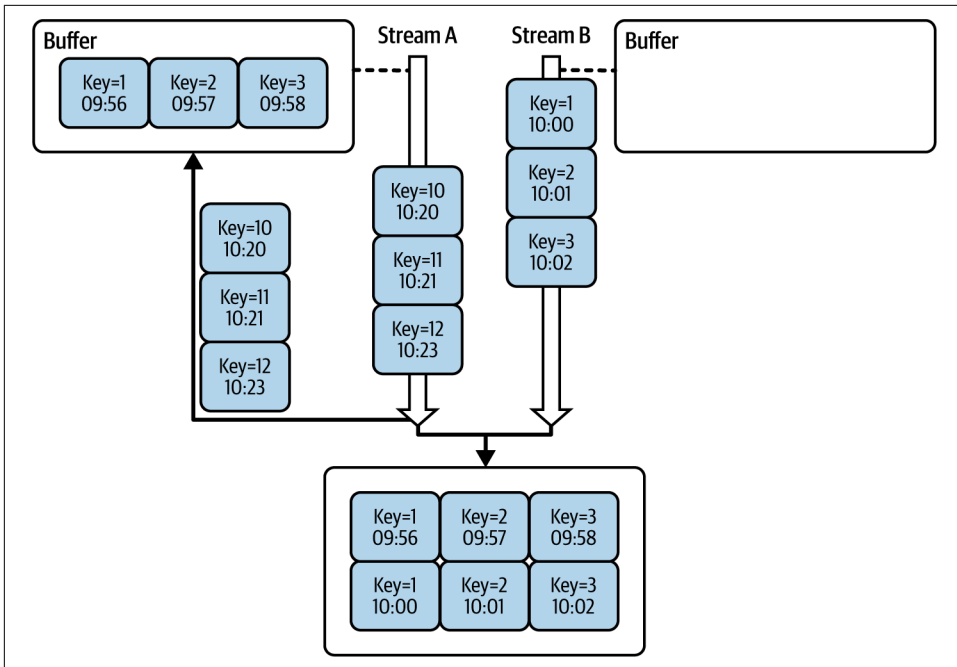 Buffer
Key=1
09:56
Key=2
09:57
Key=3
09:58
Stream A
Stream B
Buffer
Key=1
10:00
Key=2
10:01
Key=3
10:02
Key=10
10:20
Key=11
10:21
Key=12
10:23
Key=10
10:20
Key=11
10:21
Key=12
10:23
Key=1
09:56
Key=2
09:57
Key=3
09:58
Key=1
10:00
Key=2
10:01
Key=3
10:02